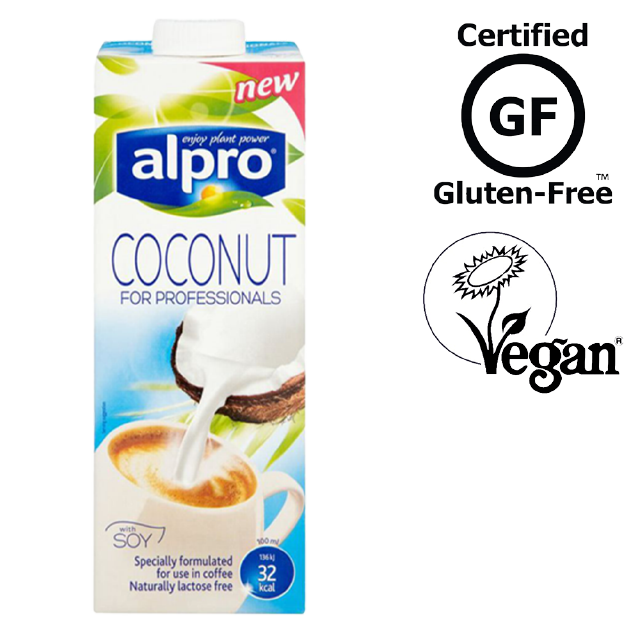 new
enjoy plant power
alpro®
™
COCONUT
FOR PROFESSIONALS
with
SOY
Specially formulated
for use in coffee
Naturally lactose free
100 ml
136 kJ
32
kcal
Certified
GF
™
Gluten-Free
Vegan®